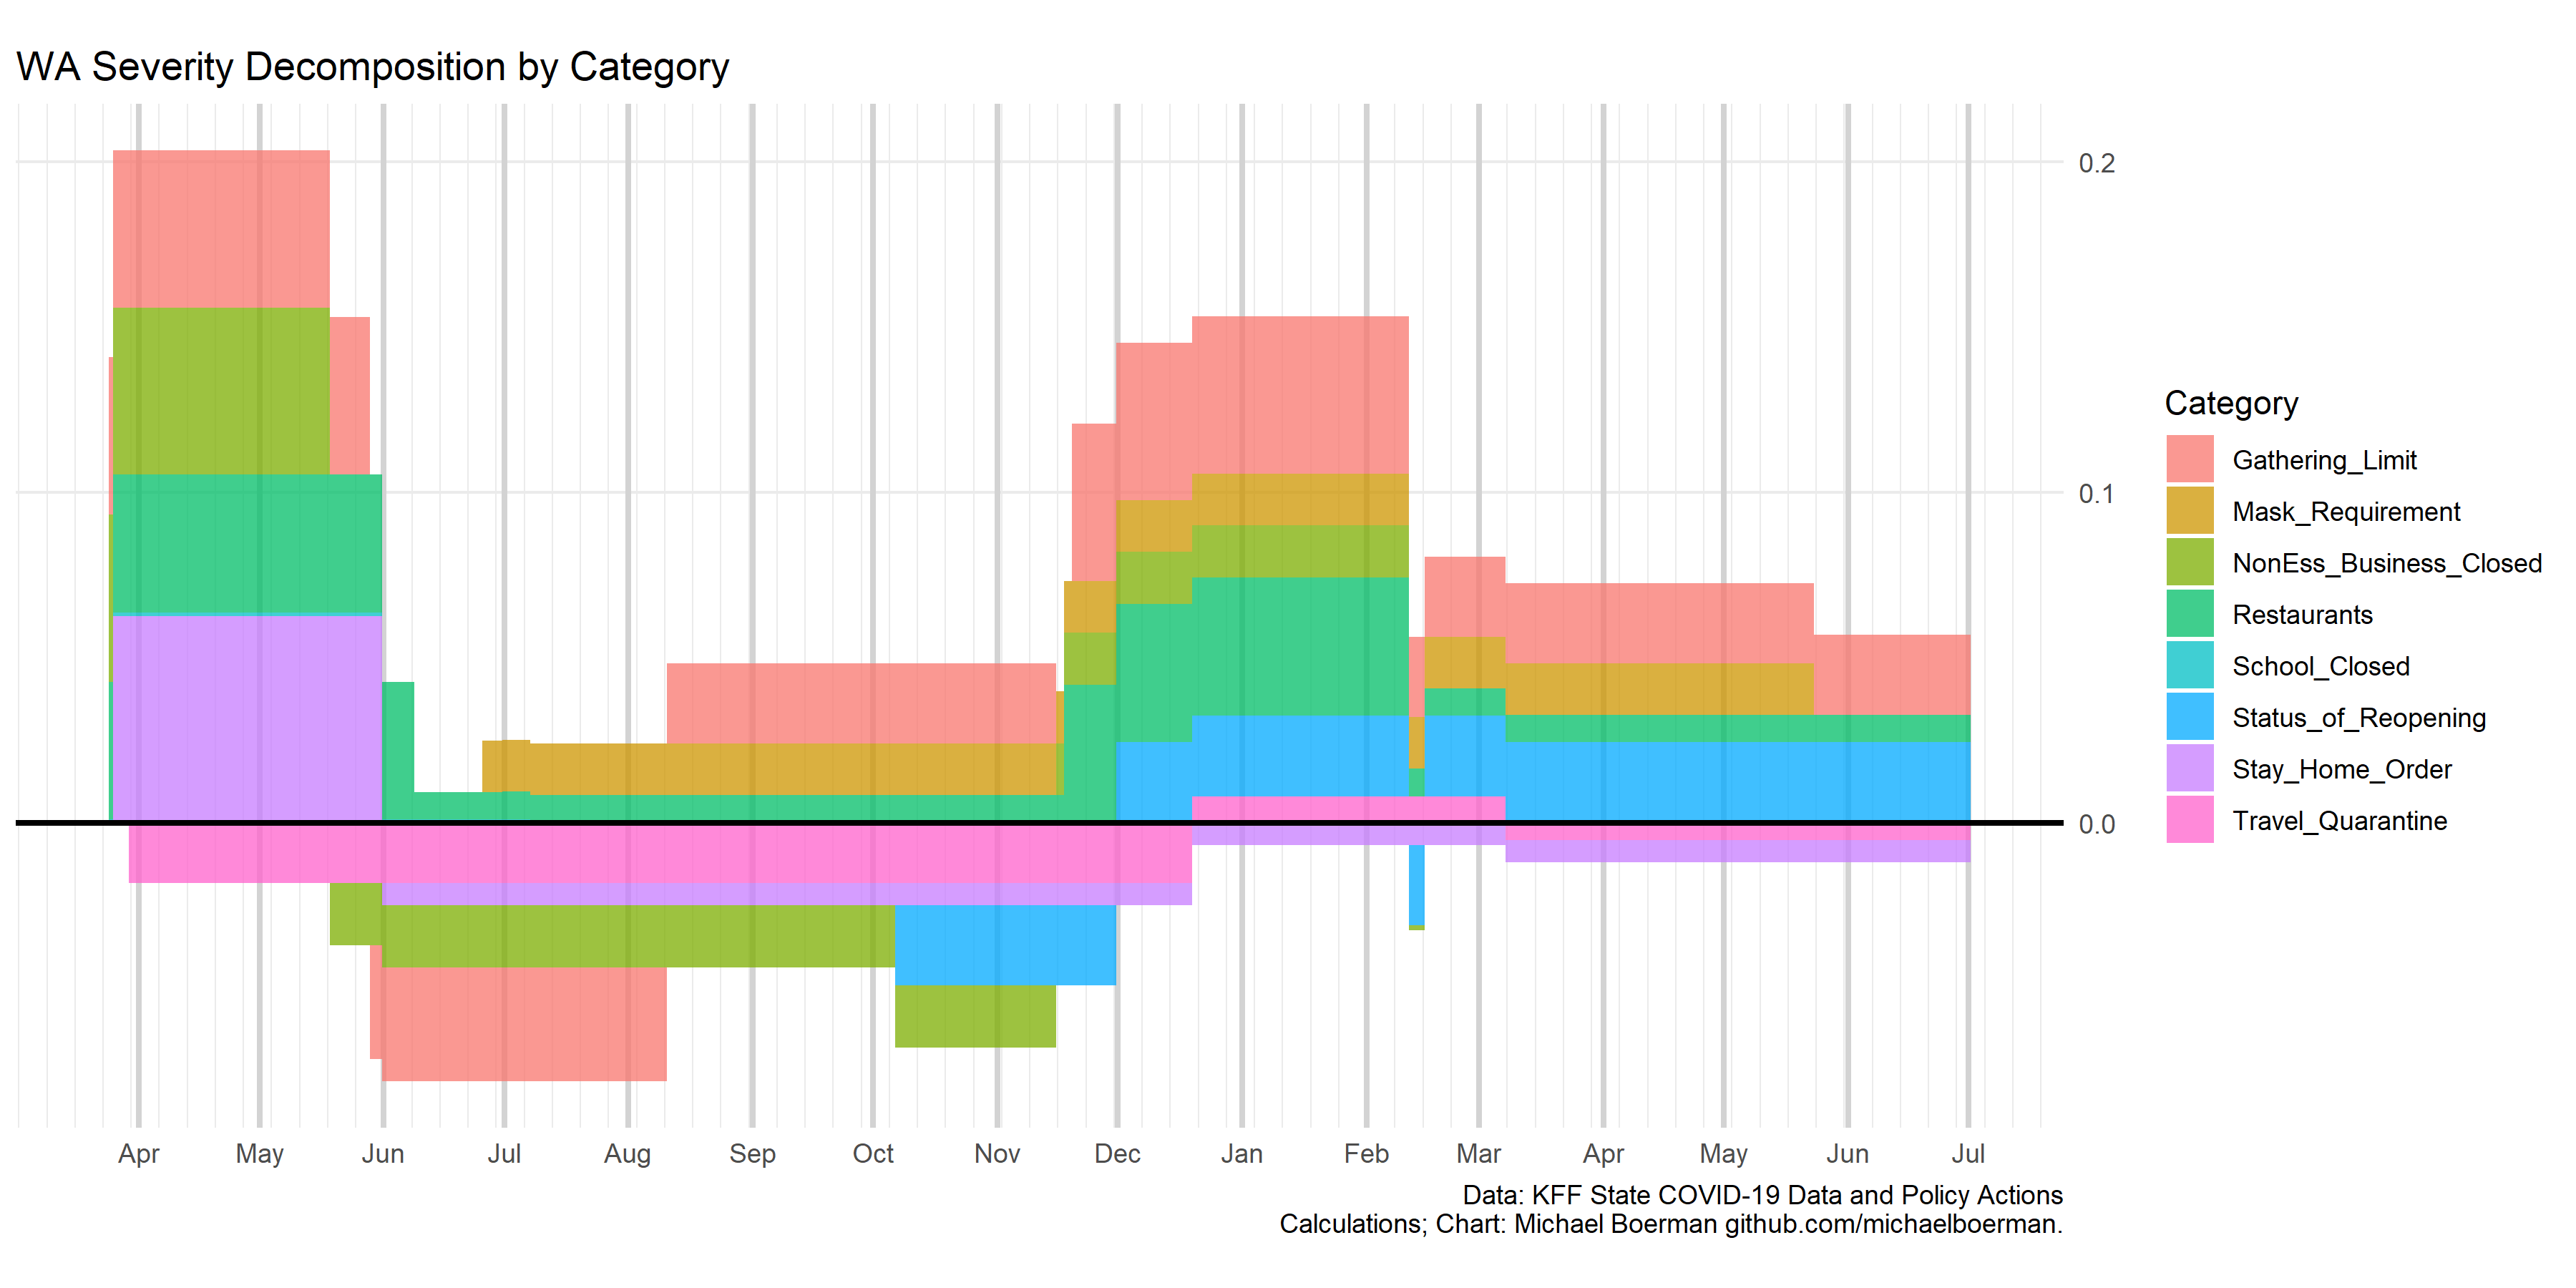 WA Severity Decomposition by Category
0.2
0.1
0.0
Apr May Jun Jul Aug Sep Oct Nov Dec Jan Feb Mar Apr May Jun Jul
Data: KFF State COVID-19 Data and Policy Actions
Calculations; Chart: Michael Boerman github.com/michaelboerman.
Category
Gathering_Limit
Mask_Requirement
NonEss_Business_Closed
Restaurants
School_Closed
Status_of_Reopening
Stay_Home_Order
Travel_Quarantine